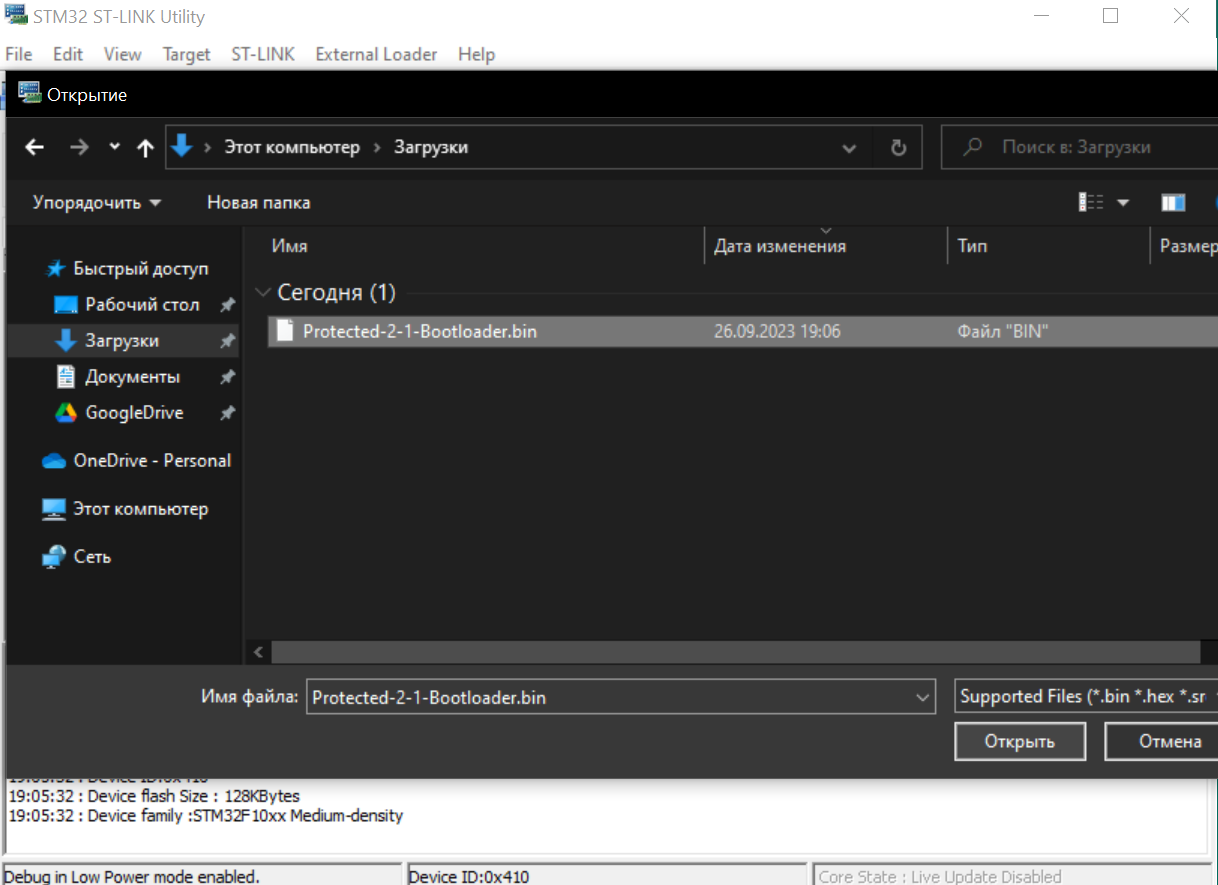 STM32 ST-LINK Utility
File Edit View Target ST-LINK External Loader Help
Открытие
Этот компьютер Загрузки
Поиск в: Загрузки
Упорядочить Новая папка
Имя Дата изменения Тип Размер
Быстрый доступ
Рабочий стол
Загрузки
Документы
GoogleDrive
OneDrive - Personal
Этот компьютер
Сеть
Сегодня (1)
Protected-2-1-Bootloader.bin 26.09.2023 19:06 Файл "BIN"
Имя файла: Protected-2-1-Bootloader.bin Supported Files (*.bin *.hex *.sr
Открыть Отмена
19:05:32 : Device ID:0x410
19:05:32 : Device flash Size : 128KBytes
19:05:32 : Device family :STM32F10xx Medium-density
Debug in Low Power mode enabled. Device ID:0x410 Core State : Live Update Disabled